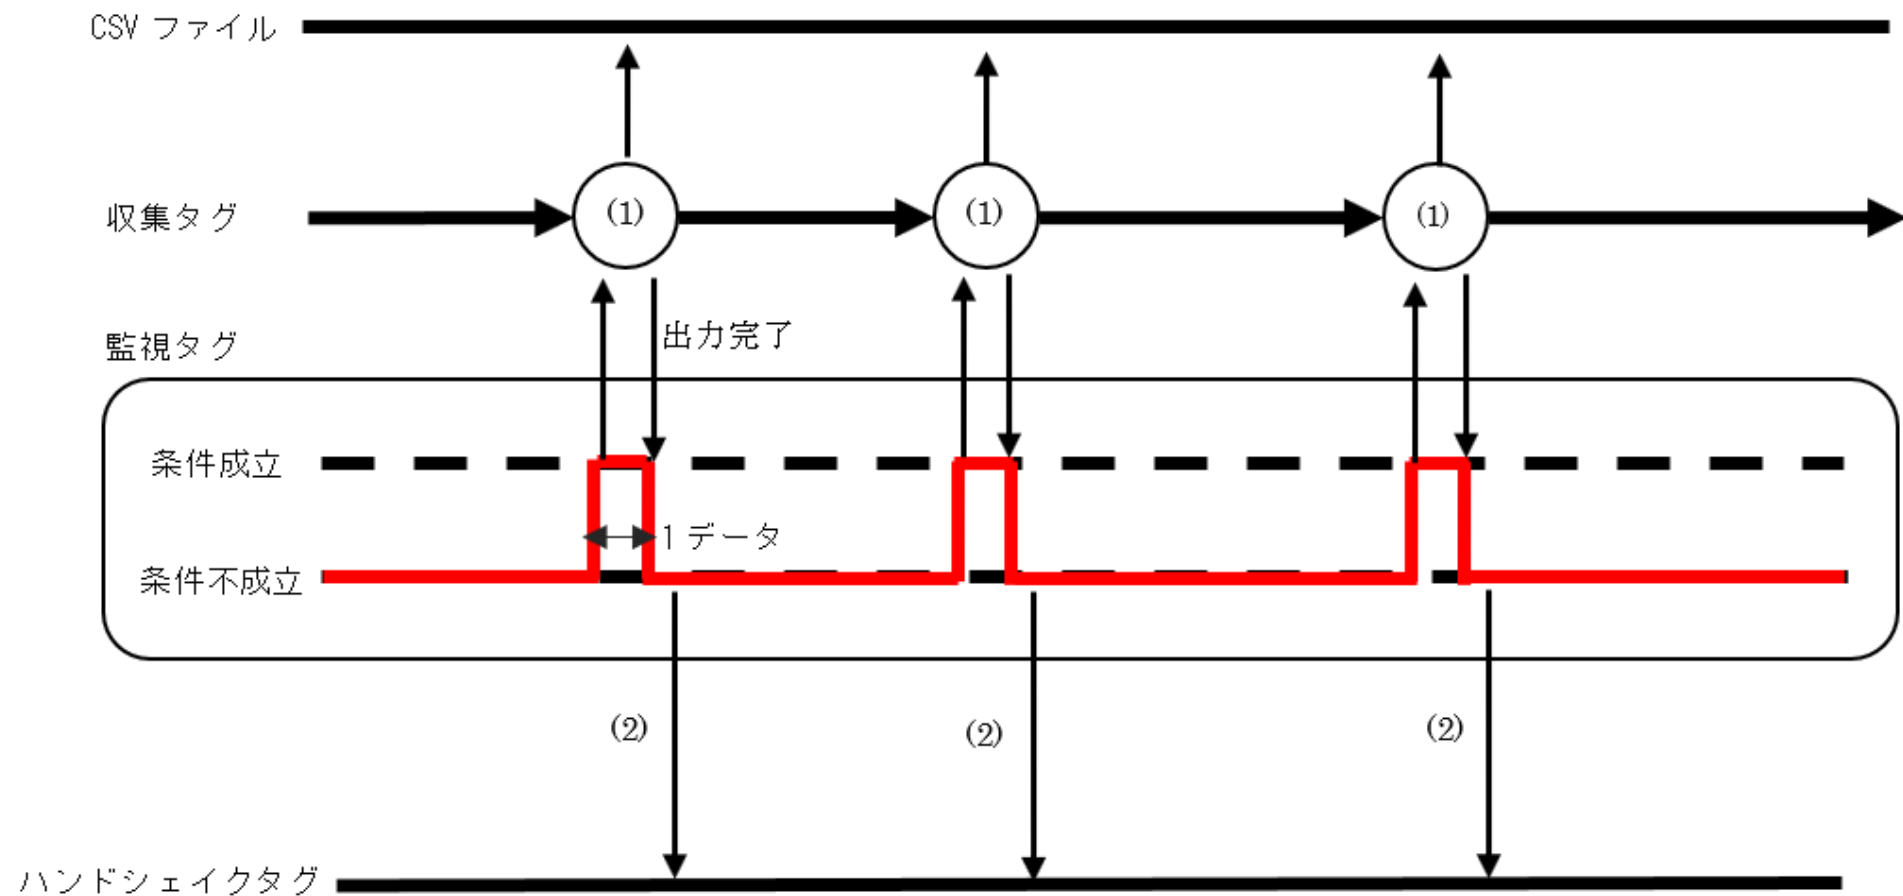 CSV ファイル
収集タグ
(1)
(1)
(1)
出力完了
監視タグ
条件成立
1 データ
条件不成立
(2)
(2)
(2)
ハンドシェイクタグ